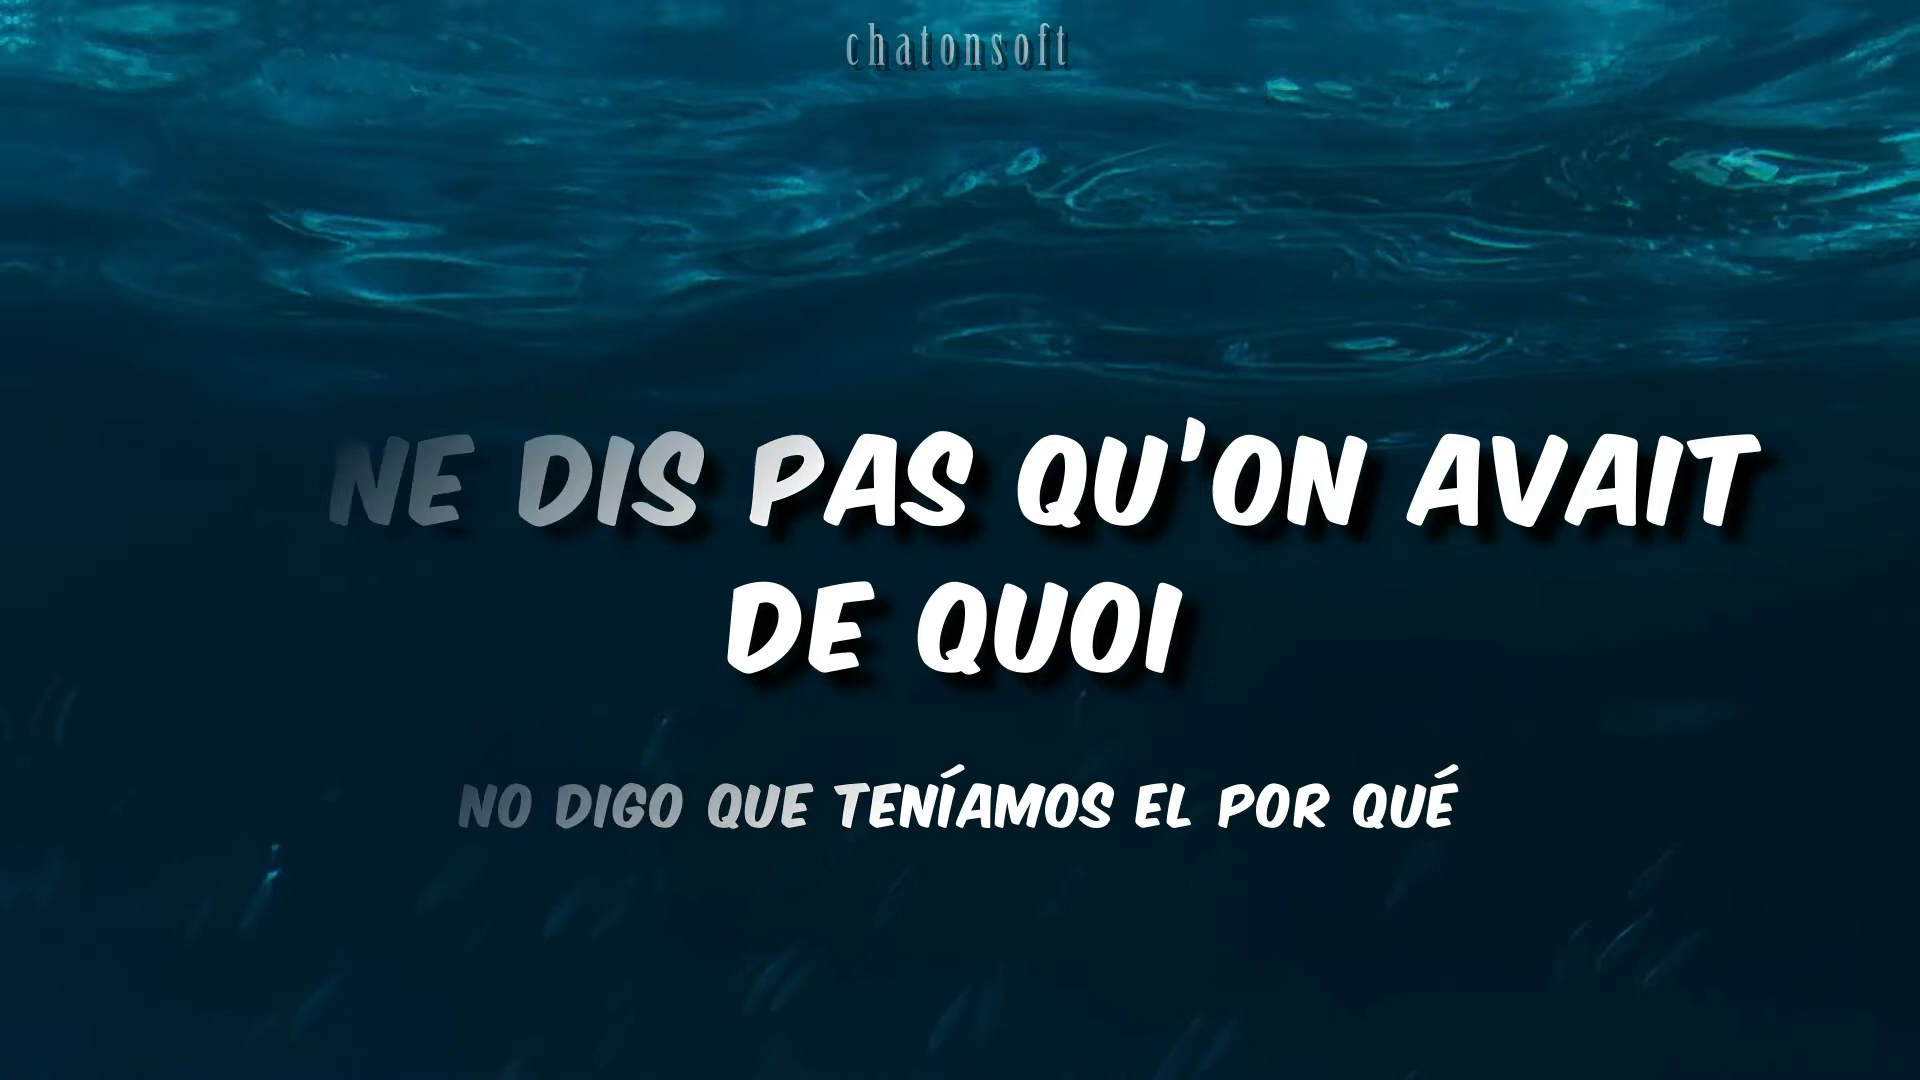 chatonsoft
NE DIS PAS QU'ON AVAIT
DE QUOI
NO DIGO QUE TENÍAMOS EL POR QUÉ